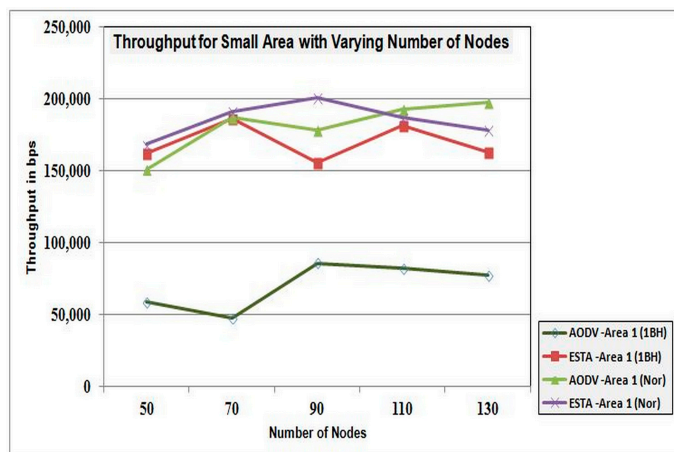 Throughput for Small Area with Varying Number of Nodes
250,000
200,000
150,000
100,000
50,000
0
Throughput in bps
50 70 90 110 130
Number of Nodes
AODV -Area 1 (1BH)
ESTA -Area 1 (1BH)
AODV -Area 1 (Nor)
ESTA -Area 1 (Nor)